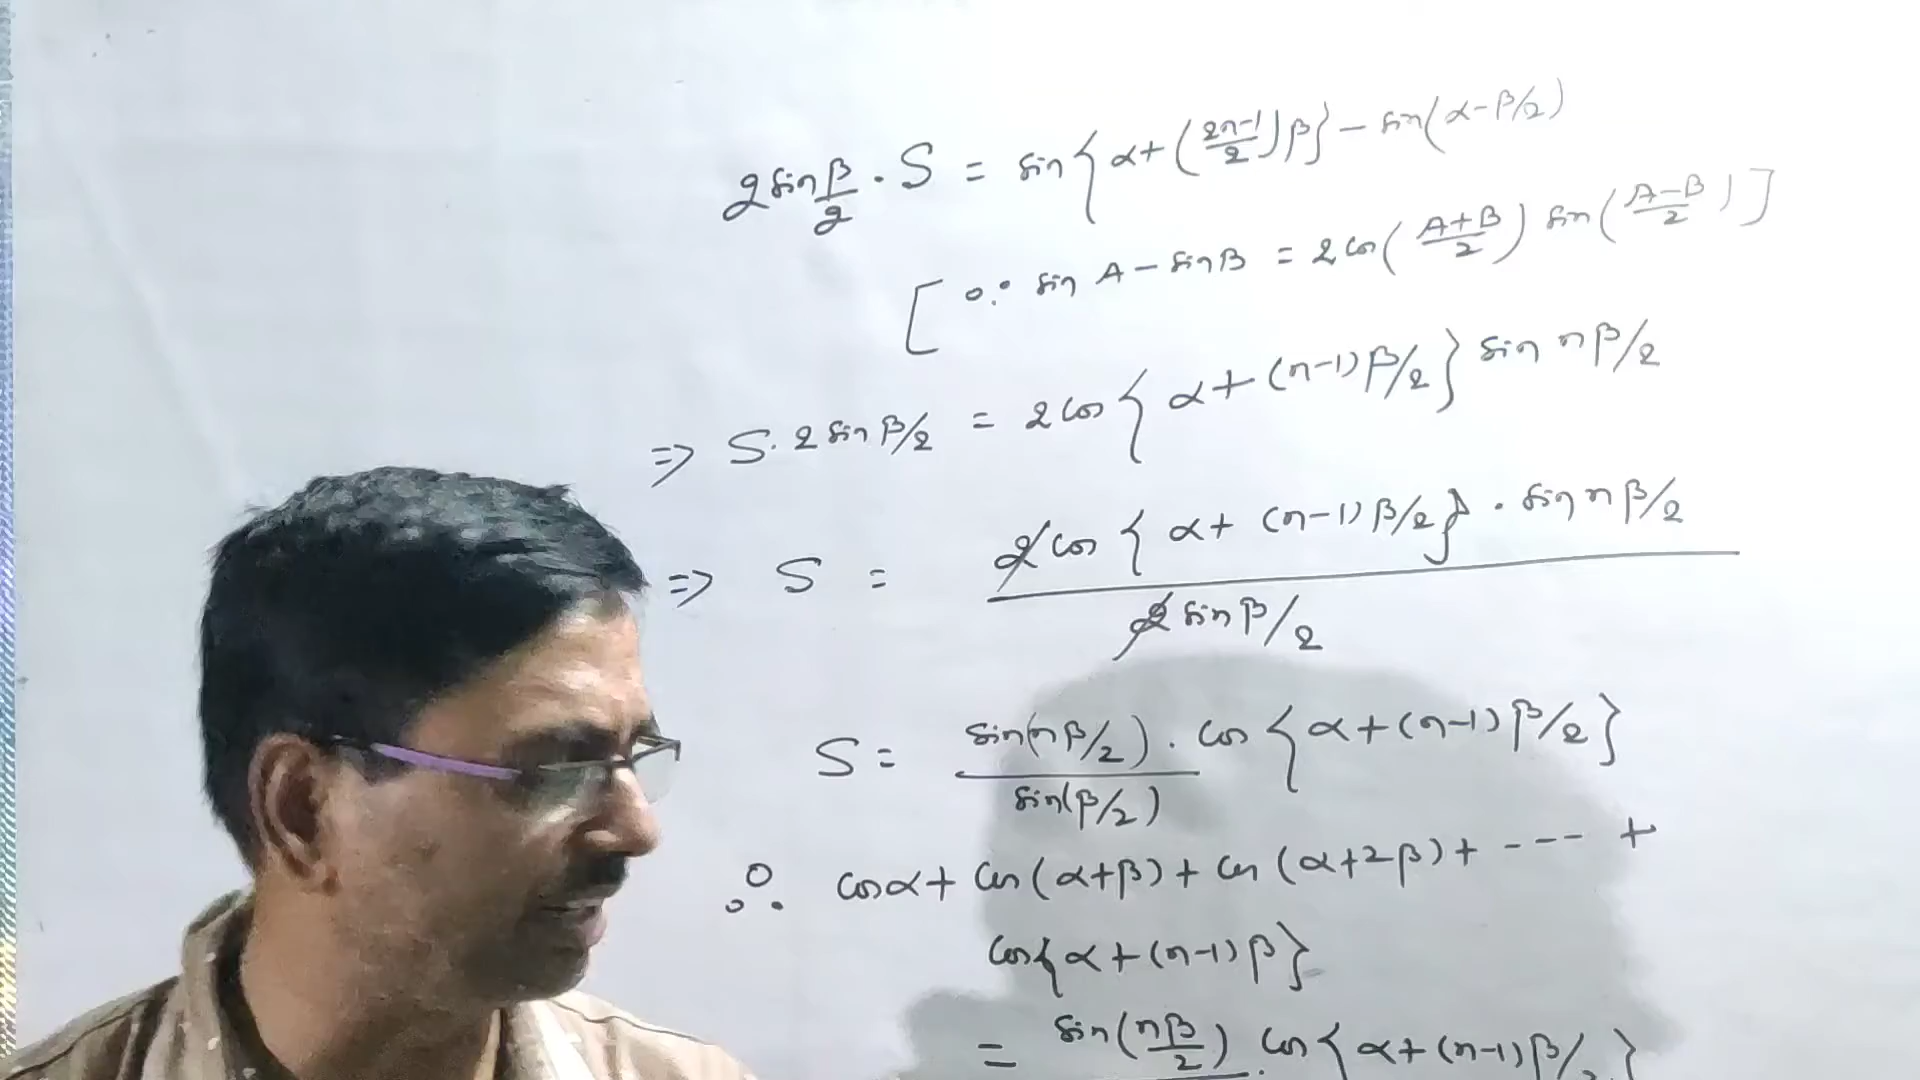 2 sin β/2 . S = sin{α+(2n-1/2)β} - sin(α-β/2)
[∵ sin A - sin B = 2 cos(A+B/2) sin(A-B/2)]
=> S. 2 sin β/2 = 2 cos{α+(n-1)β/2} sin nβ/2
=> S = 2 cos{α+(n-1)β/2} . sin nβ/2 / 2 sin β/2
S = sin(nβ/2) / sin(β/2) . cos{α+(n-1)β/2}
∴ cosα + cos(α+β) + cos(α+2β) + ---- +
cos{α+(n-1)β}
= sin(nβ/2) . cos{α+(n-1)β/2}